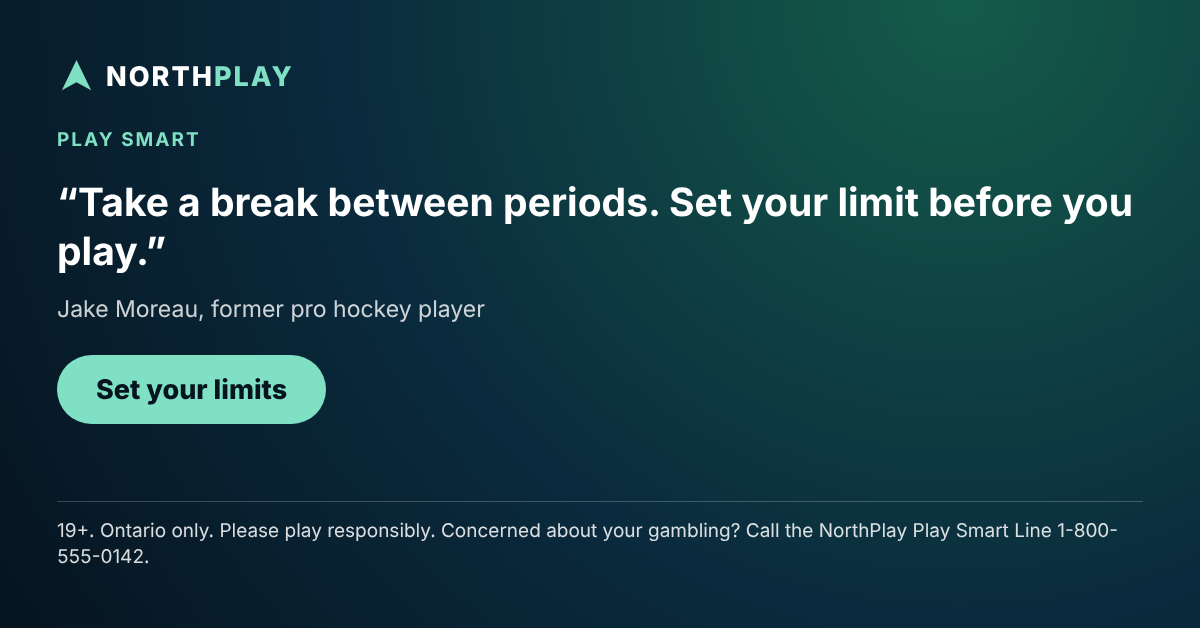 NORTHPLAY
PLAY SMART
“Take a break between periods. Set your limit before you
play.”
Jake Moreau, former pro hockey player
Set your limits
19+. Ontario only. Please play responsibly. Concerned about your gambling? Call the NorthPlay Play Smart Line 1-800-
555-0142.